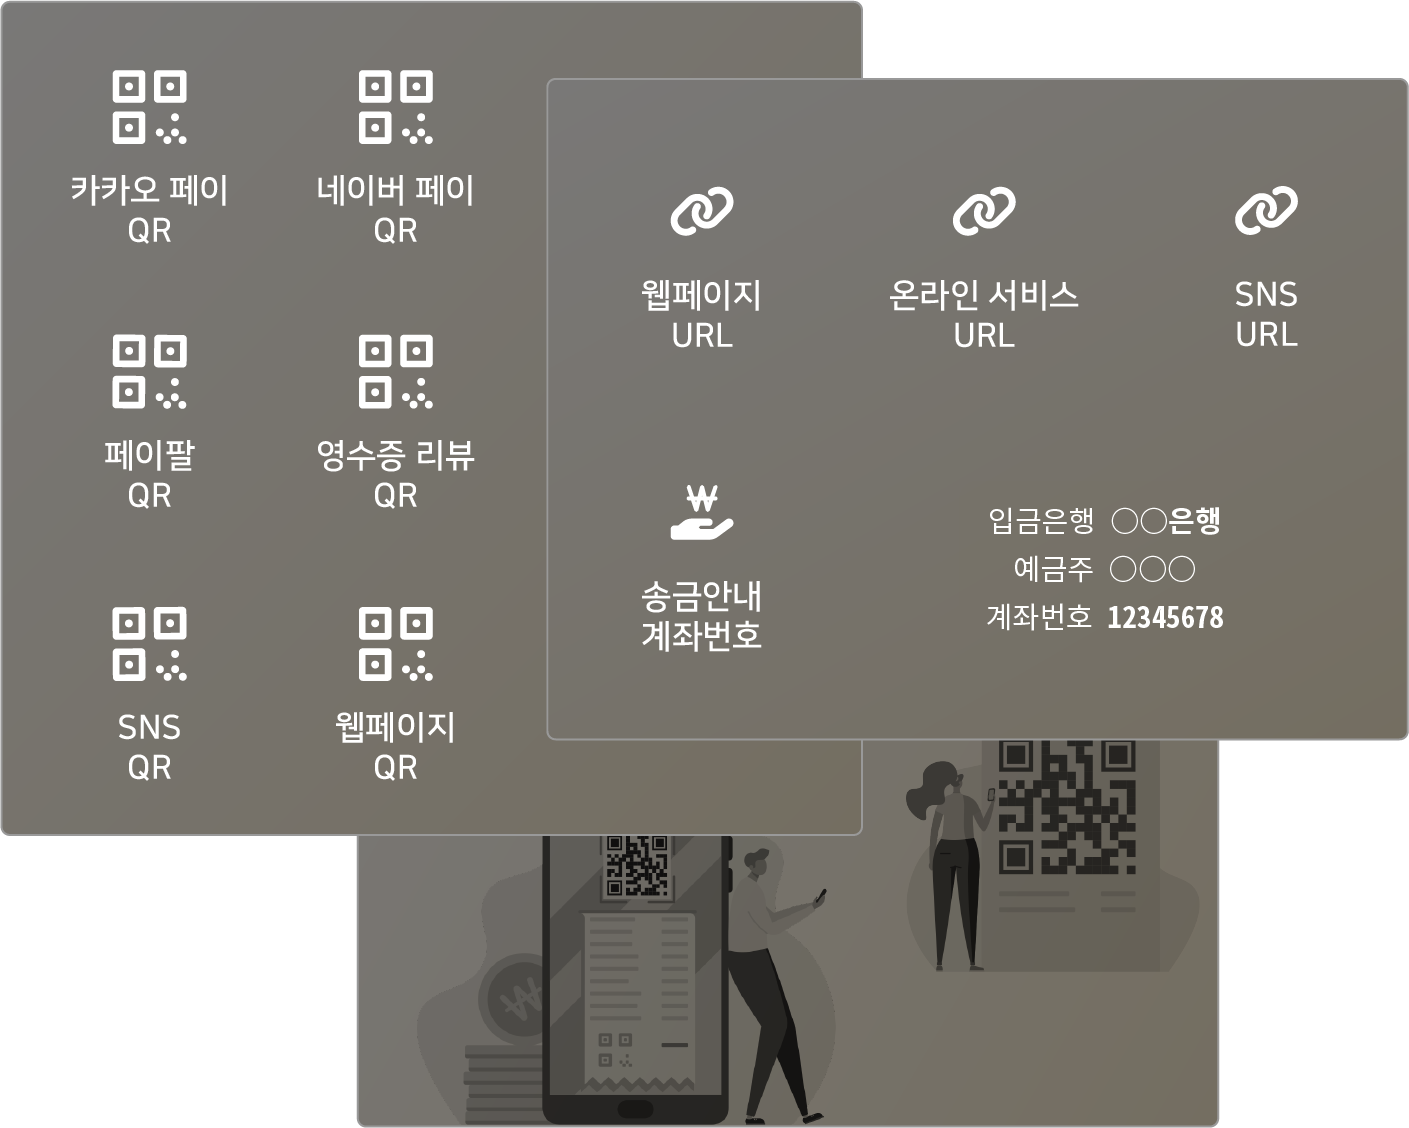 카카오 페이
QR
네이버 페이
QR
페이팔
QR
영수증 리뷰
QR
SNS
QR
웹페이지
QR
웹페이지
URL
온라인 서비스
URL
SNS
URL
송금안내
계좌번호
입금은행 〇〇은행
예금주 〇〇〇
계좌번호 12345678